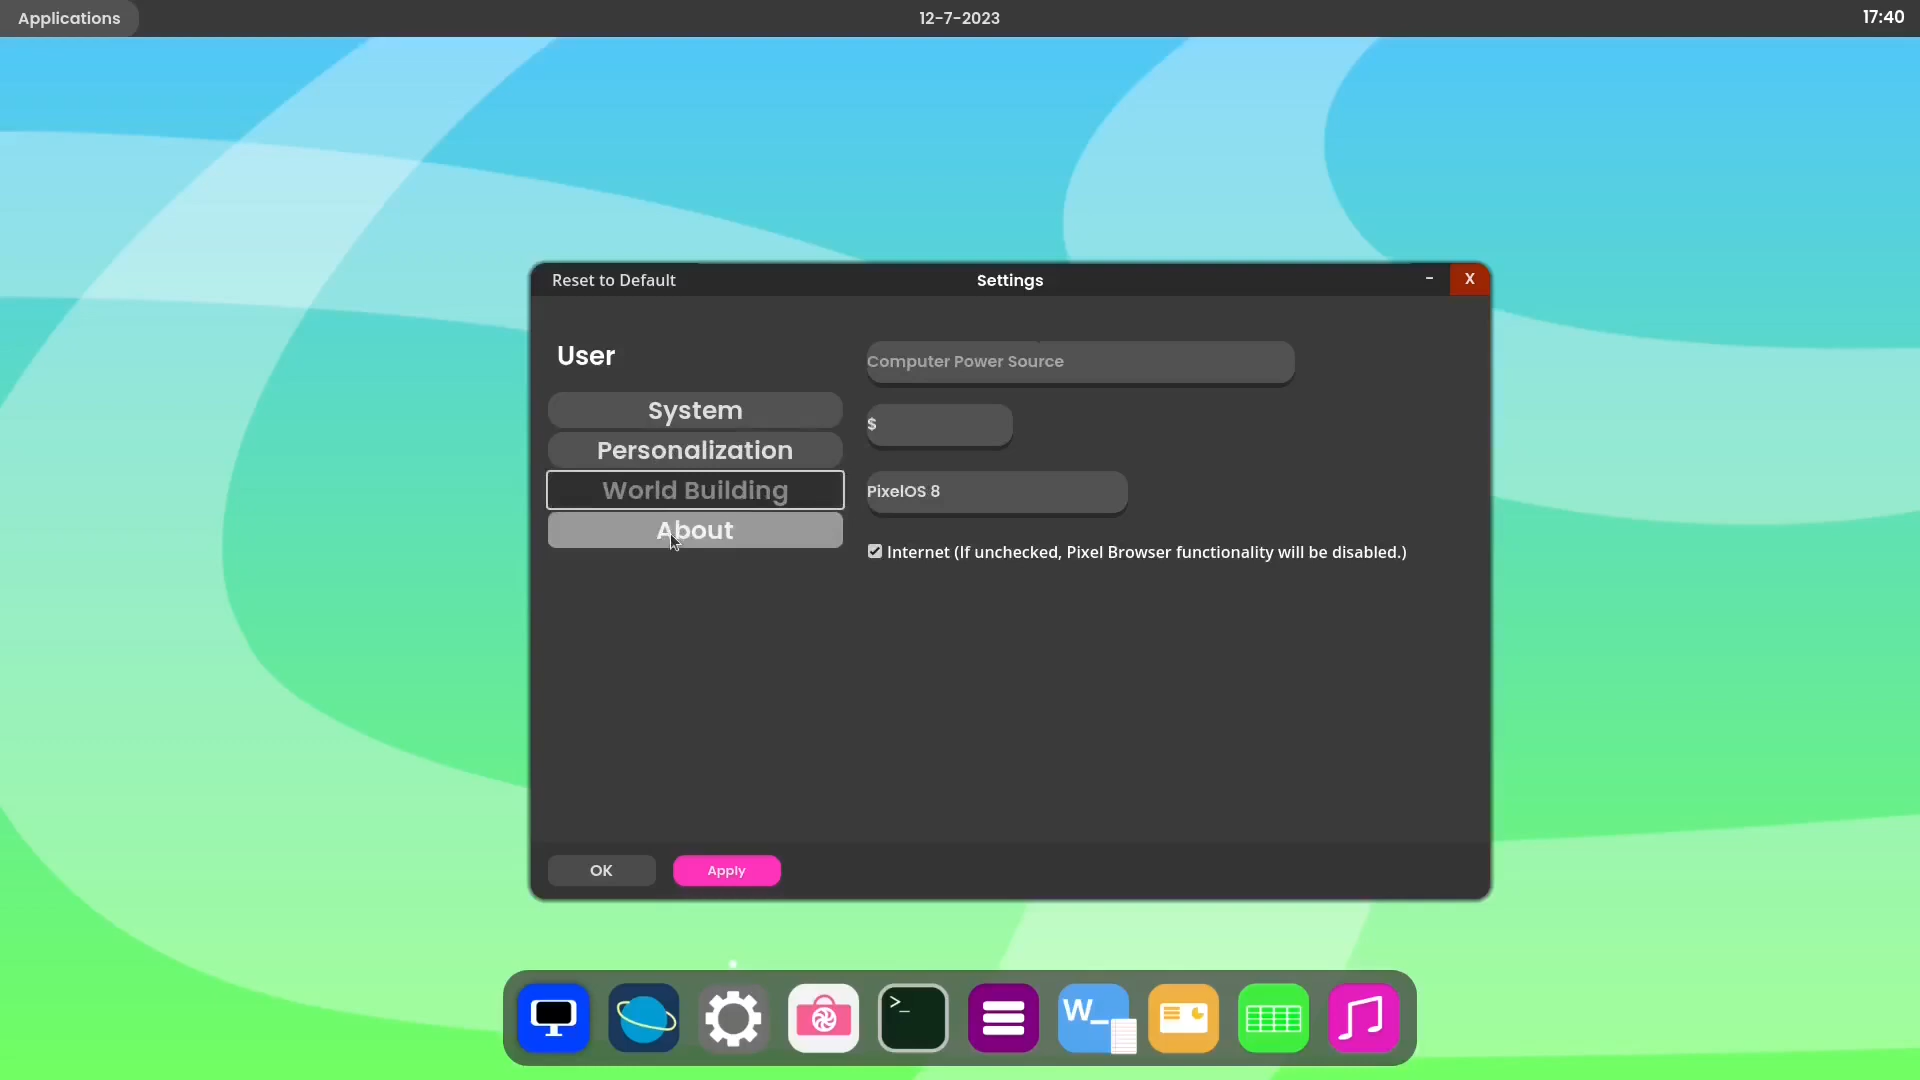 Applications
12-7-2023
17:40
Reset to Default
Settings
-
X
User
System
Personalization
World Building
About
Computer Power Source
$
PixelOS 8
Internet (If unchecked, Pixel Browser functionality will be disabled.)
OK
Apply
>_
W_